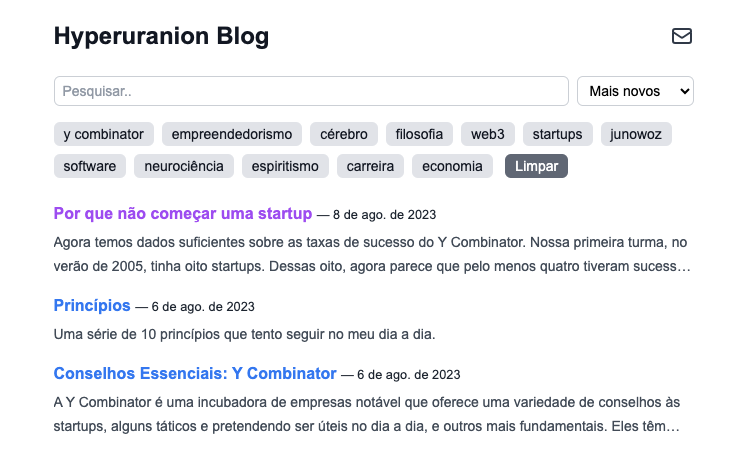 Hyperuranion Blog
Pesquisar..
Mais novos
y combinator empreendedorismo cérebro filosofia web3 startups junowoz
software neurociência espiritismo carreira economia Limpar
Por que não começar uma startup — 8 de ago. de 2023
Agora temos dados suficientes sobre as taxas de sucesso do Y Combinator. Nossa primeira turma, no
verão de 2005, tinha oito startups. Dessas oito, agora parece que pelo menos quatro tiveram sucess…
Princípios — 6 de ago. de 2023
Uma série de 10 princípios que tento seguir no meu dia a dia.
Conselhos Essenciais: Y Combinator — 6 de ago. de 2023
A Y Combinator é uma incubadora de empresas notável que oferece uma variedade de conselhos às
startups, alguns táticos e pretendendo ser úteis no dia a dia, e outros mais fundamentais. Eles têm…